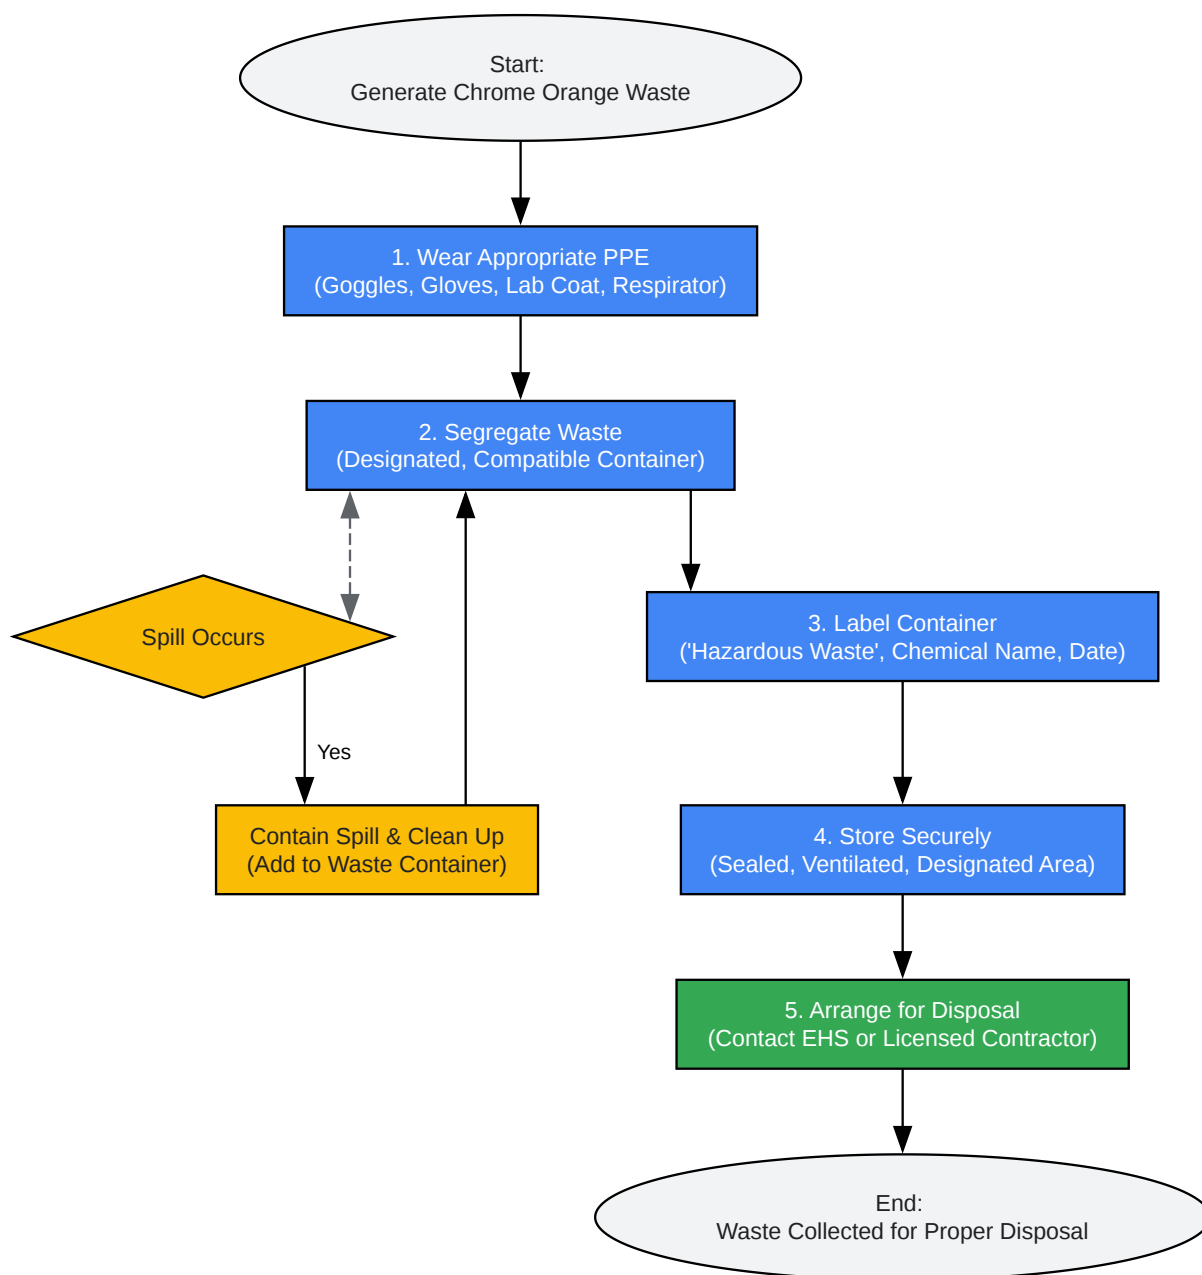 Start:
Generate Chrome Orange Waste
1. Wear Appropriate PPE
(Goggles, Gloves, Lab Coat, Respirator)
2. Segregate Waste
(Designated, Compatible Container)
Spill Occurs
Yes
Contain Spill & Clean Up
(Add to Waste Container)
3. Label Container
('Hazardous Waste', Chemical Name, Date)
4. Store Securely
(Sealed, Ventilated, Designated Area)
5. Arrange for Disposal
(Contact EHS or Licensed Contractor)
End:
Waste Collected for Proper Disposal